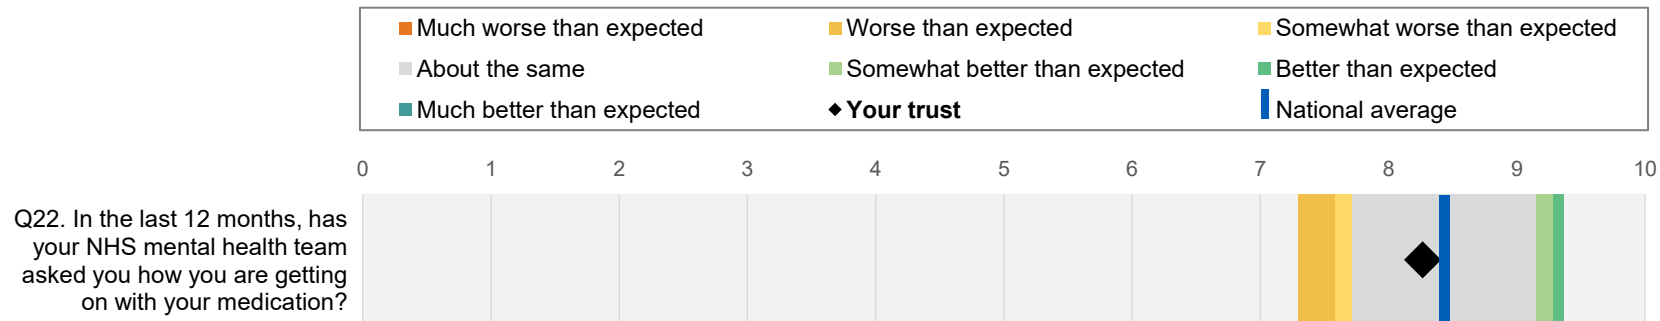 Much worse than expected
Worse than expected
Somewhat worse than expected
About the same
Somewhat better than expected
Better than expected
Much better than expected
Your trust
National average
0 1 2 3 4 5 6 7 8 9 10
Q22. In the last 12 months, has
your NHS mental health team
asked you how you are getting
on with your medication?